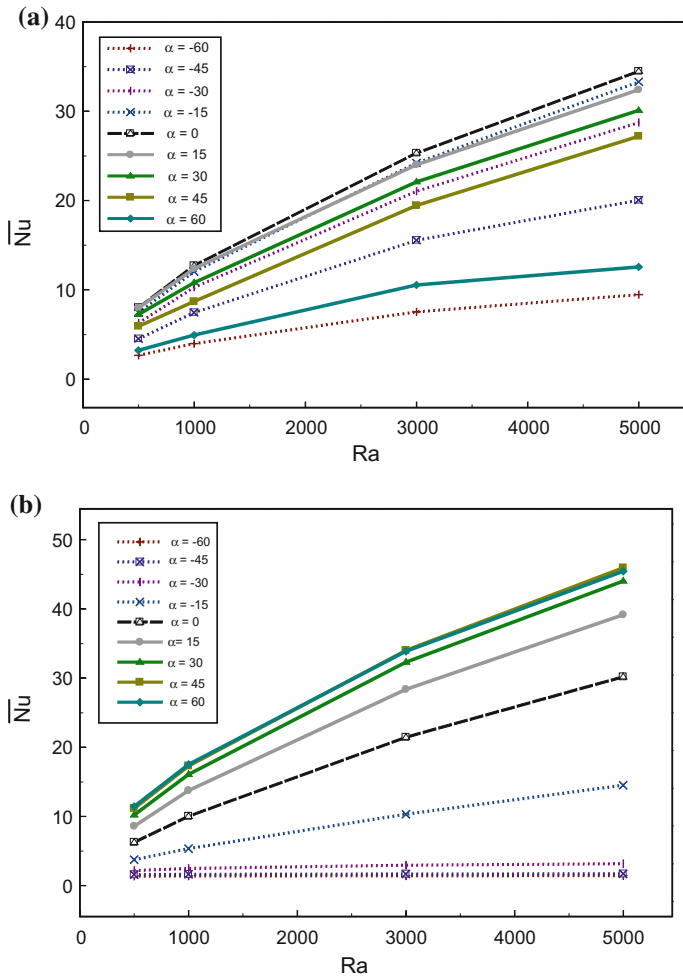 (a)
40
30
20
10
0
N̅u̅
α = -60
α = -45
α = -30
α = -15
α = 0
α = 15
α = 30
α = 45
α = 60
0 1000 2000 3000 4000 5000
Ra
(b)
50
40
30
20
10
0
N̅u̅
α = -60
α = -45
α = -30
α = -15
α = 0
α= 15
α = 30
α = 45
α = 60
0 1000 2000 3000 4000 5000
Ra